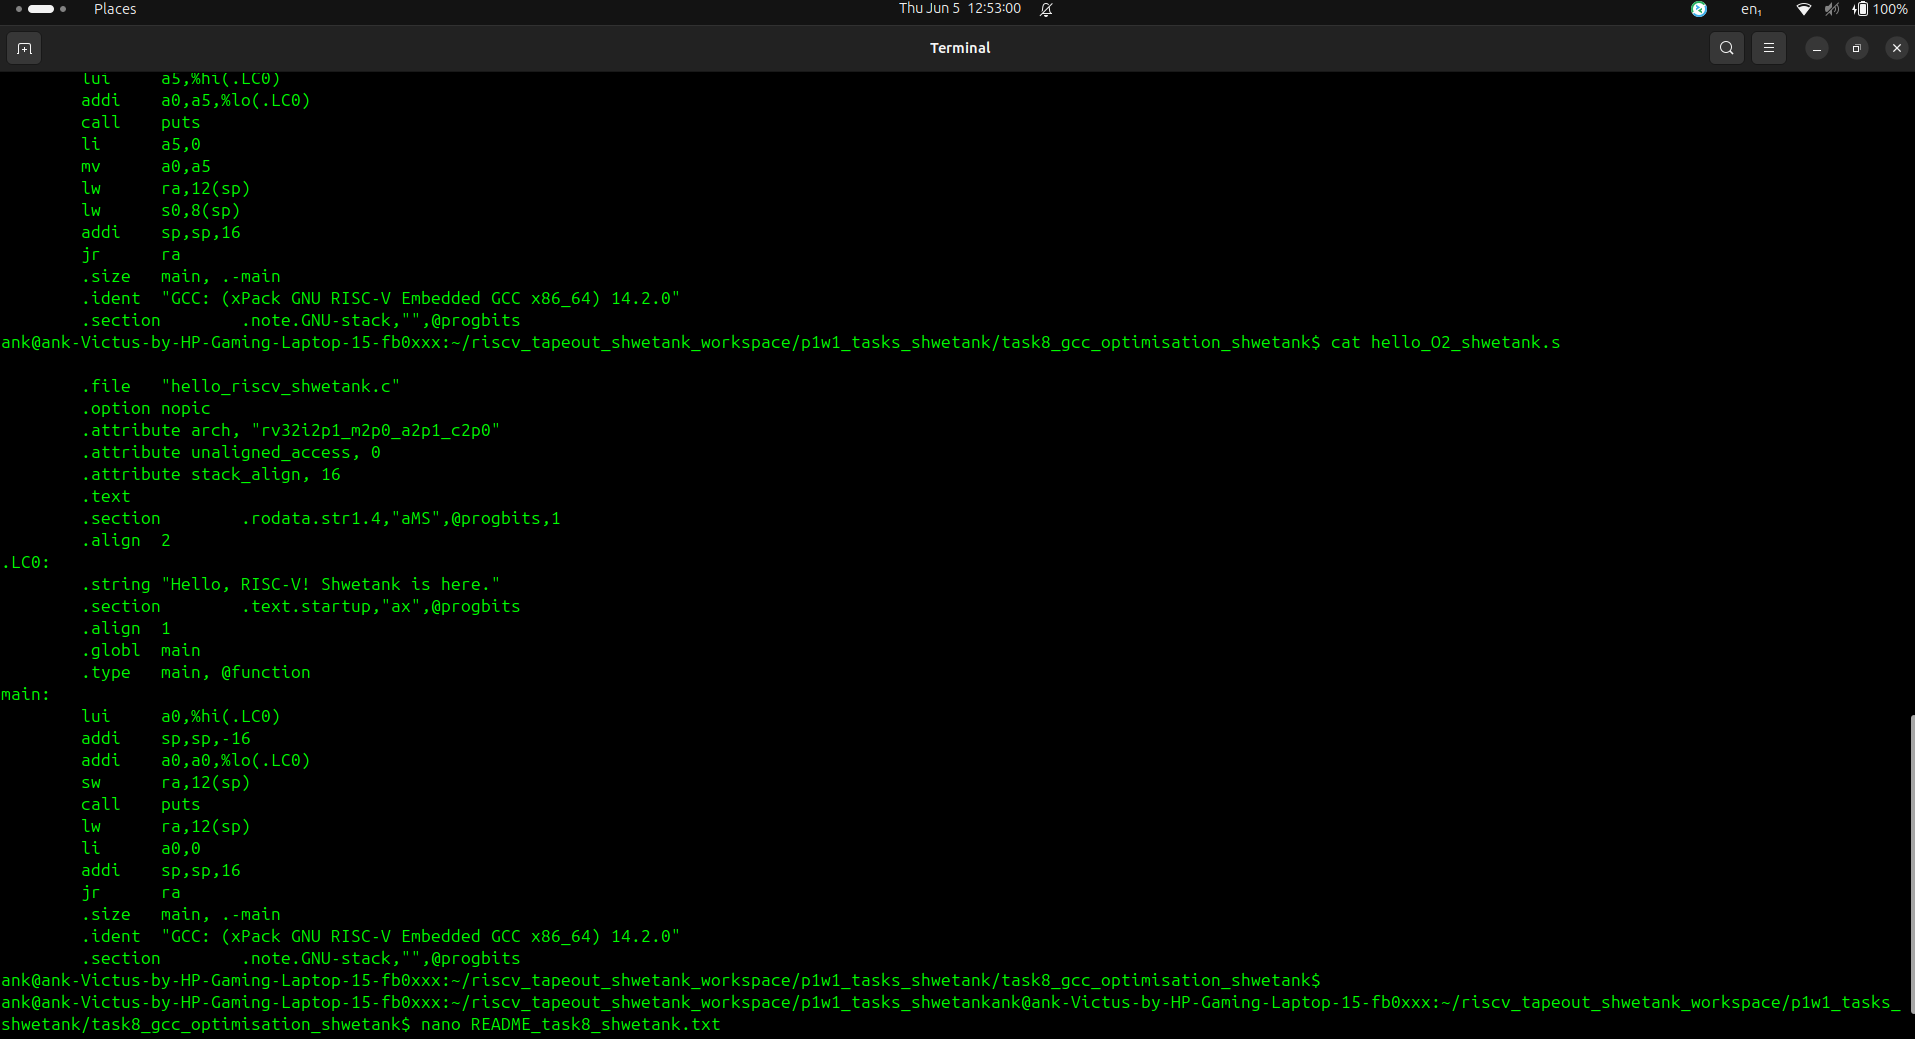 Places
Thu Jun 5 12:53:00
en₁
100%
Terminal
lui a5,%hi(.LC0)
addi a0,a5,%lo(.LC0)
call puts
li a5,0
mv a0,a5
lw ra,12(sp)
lw s0,8(sp)
addi sp,sp,16
jr ra
.size main, .-main
.ident "GCC: (xPack GNU RISC-V Embedded GCC x86_64) 14.2.0"
.section .note.GNU-stack,"",@progbits
ank@ank-Victus-by-HP-Gaming-Laptop-15-fb0xxx:~/riscv_tapeout_shwetank_workspace/p1w1_tasks_shwetank/task8_gcc_optimisation_shwetank$ cat hello_O2_shwetank.s
.file "hello_riscv_shwetank.c"
.option nopic
.attribute arch, "rv32i2p1_m2p0_a2p1_c2p0"
.attribute unaligned_access, 0
.attribute stack_align, 16
.text
.section .rodata.str1.4,"aMS",@progbits,1
.align 2
.LC0:
.string "Hello, RISC-V! Shwetank is here."
.section .text.startup,"ax",@progbits
.align 1
.globl main
.type main, @function
main:
lui a0,%hi(.LC0)
addi sp,sp,-16
addi a0,a0,%lo(.LC0)
sw ra,12(sp)
call puts
lw ra,12(sp)
li a0,0
addi sp,sp,16
jr ra
.size main, .-main
.ident "GCC: (xPack GNU RISC-V Embedded GCC x86_64) 14.2.0"
.section .note.GNU-stack,"",@progbits
ank@ank-Victus-by-HP-Gaming-Laptop-15-fb0xxx:~/riscv_tapeout_shwetank_workspace/p1w1_tasks_shwetank/task8_gcc_optimisation_shwetank$
ank@ank-Victus-by-HP-Gaming-Laptop-15-fb0xxx:~/riscv_tapeout_shwetank_workspace/p1w1_tasks_shwetankank@ank-Victus-by-HP-Gaming-Laptop-15-fb0xxx:~/riscv_tapeout_shwetank_workspace/p1w1_tasks_
shwetank/task8_gcc_optimisation_shwetank$ nano README_task8_shwetank.txt